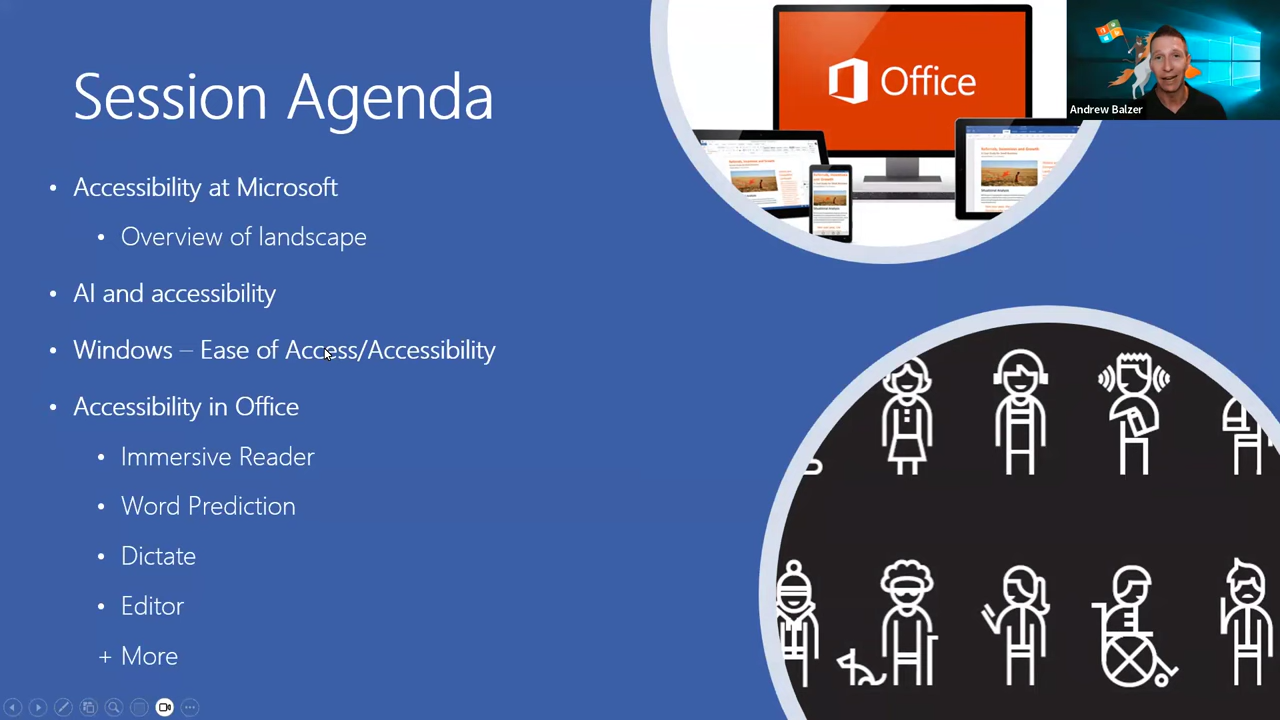 Session Agenda
• Accessibility at Microsoft
• Overview of landscape
• AI and accessibility
• Windows – Ease of Access/Accessibility
• Accessibility in Office
• Immersive Reader
• Word Prediction
• Dictate
• Editor
+ More
Office
Andrew Balzer